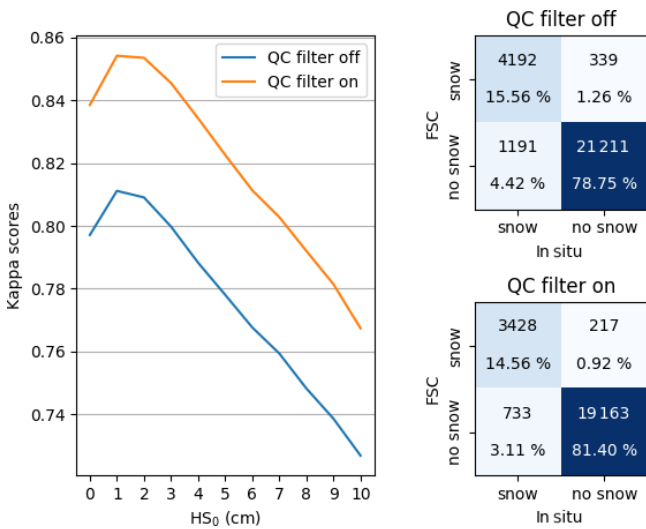 Kappa scores
0.86
0.84
0.82
0.80
0.78
0.76
0.74
QC filter off
QC filter on
0 1 2 3 4 5 6 7 8 9 10
HS₀ (cm)
QC filter off
FSC
snow
no snow
4192 339
15.56 % 1.26 %
1191 21 211
4.42 % 78.75 %
snow no snow
In situ
QC filter on
FSC
snow
no snow
3428 217
14.56 % 0.92 %
733 19 163
3.11 % 81.40 %
snow no snow
In situ